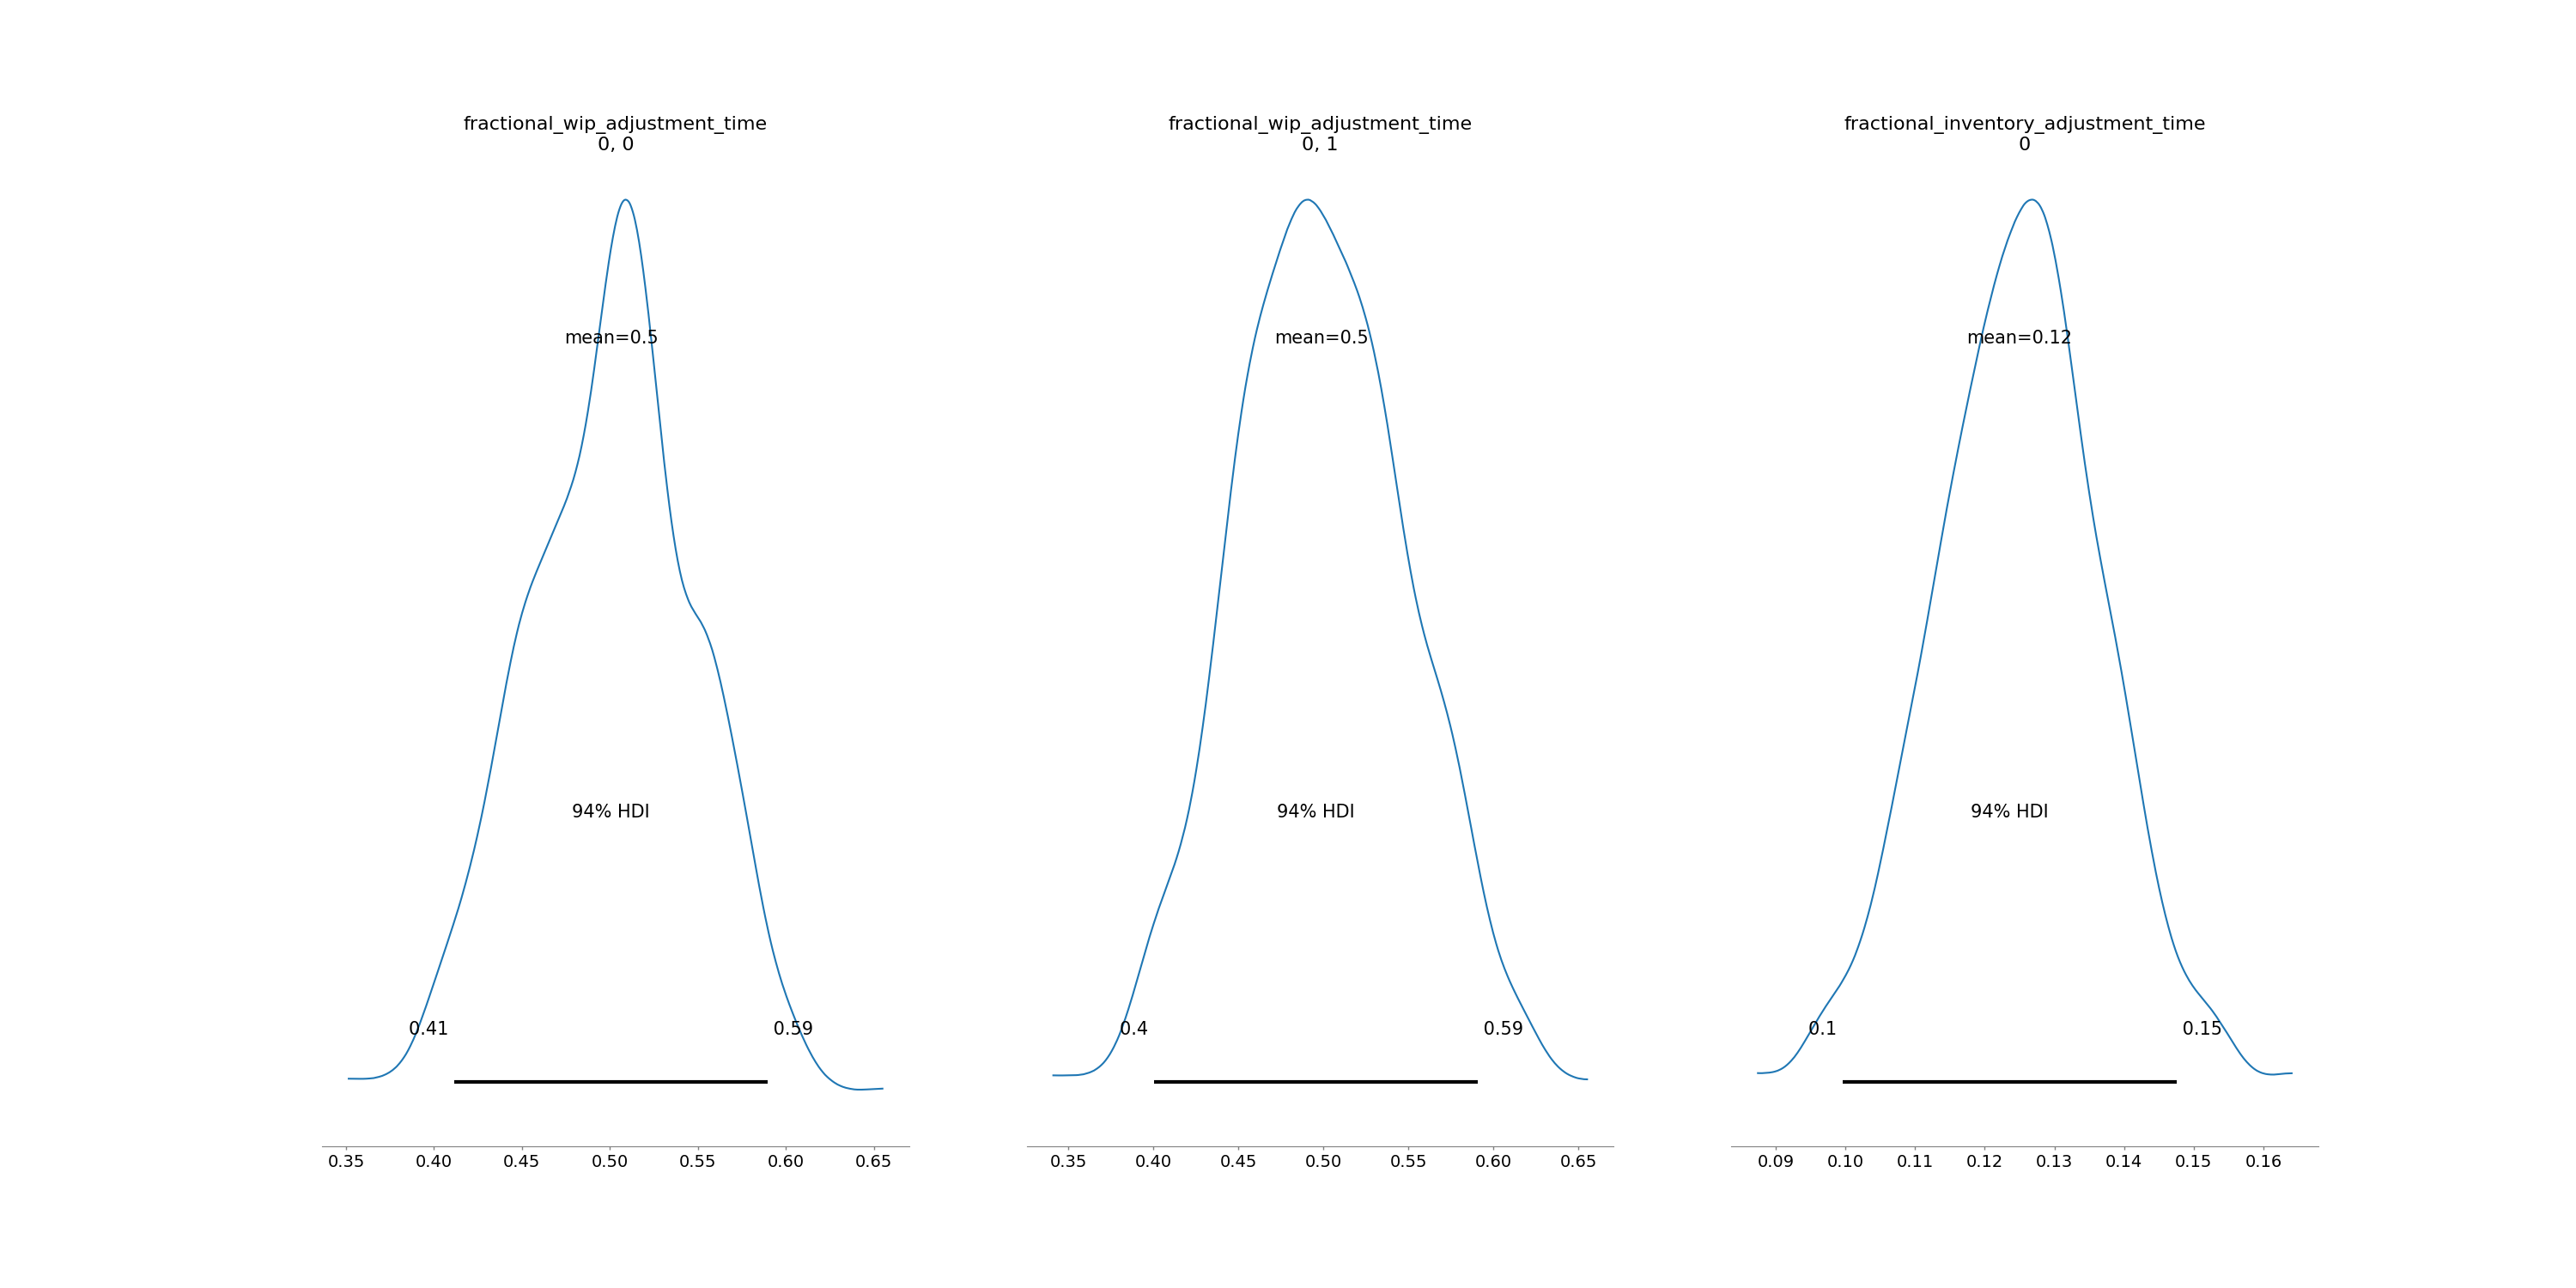 fractional_wip_adjustment_time
0, 0
mean=0.5
94% HDI
0.41 0.59
0.35 0.40 0.45 0.50 0.55 0.60 0.65
fractional_wip_adjustment_time
0, 1
mean=0.5
94% HDI
0.4 0.59
0.35 0.40 0.45 0.50 0.55 0.60 0.65
fractional_inventory_adjustment_time
0
mean=0.12
94% HDI
0.1 0.15
0.09 0.10 0.11 0.12 0.13 0.14 0.15 0.16